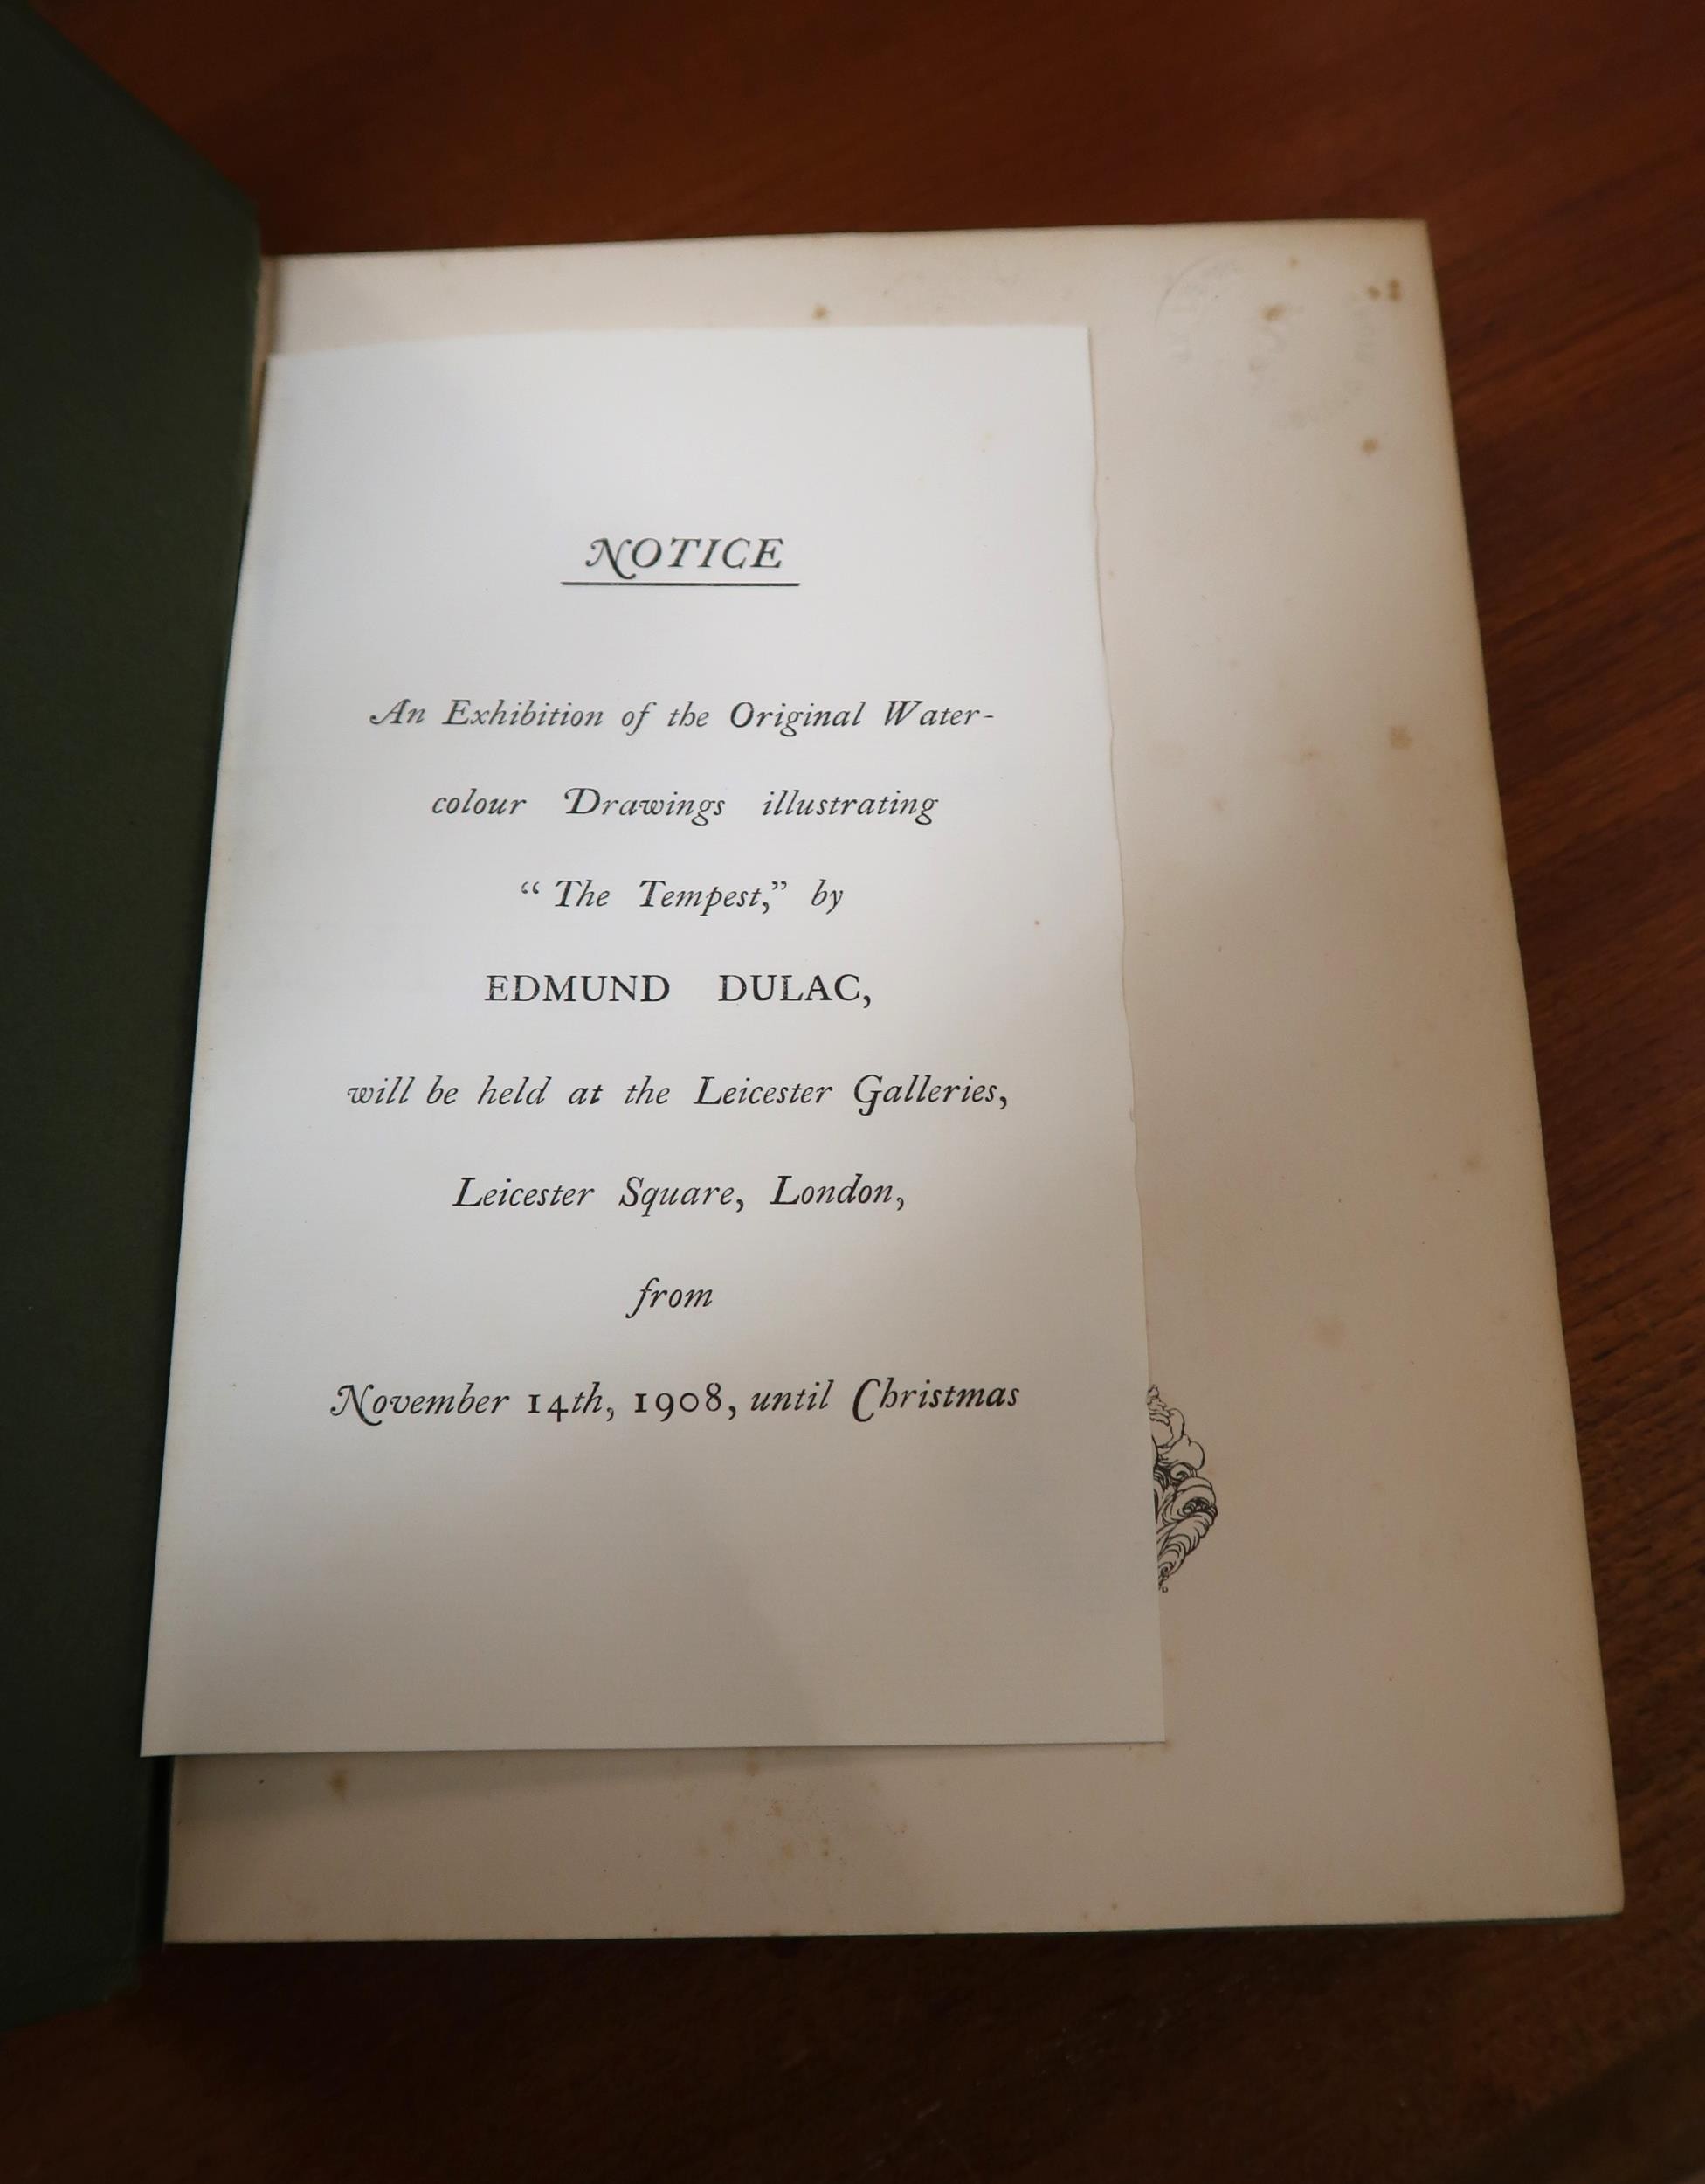 NOTICE
An Exhibition of the Original Water-
colour Drawings illustrating
“ The Tempest,” by
EDMUND DULAC,
will be held at the Leicester Galleries,
Leicester Square, London,
from
November 14th, 1908, until Christmas